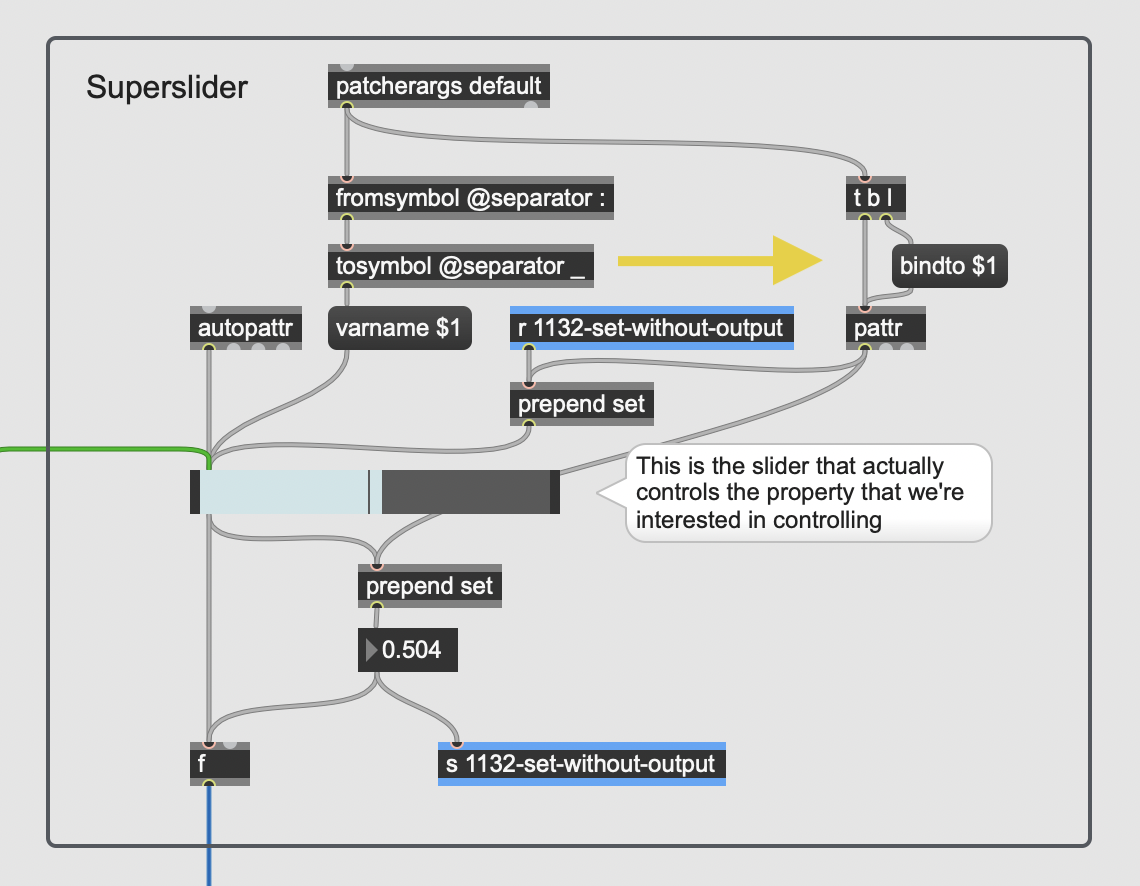 Superslider
patcherargs default
fromsymbol @separator :
t b l
tosymbol @separator _
bindto $1
autopattr
varname $1
r 1132-set-without-output
pattr
prepend set
This is the slider that actually
controls the property that we're
interested in controlling
prepend set
0.504
f
s 1132-set-without-output